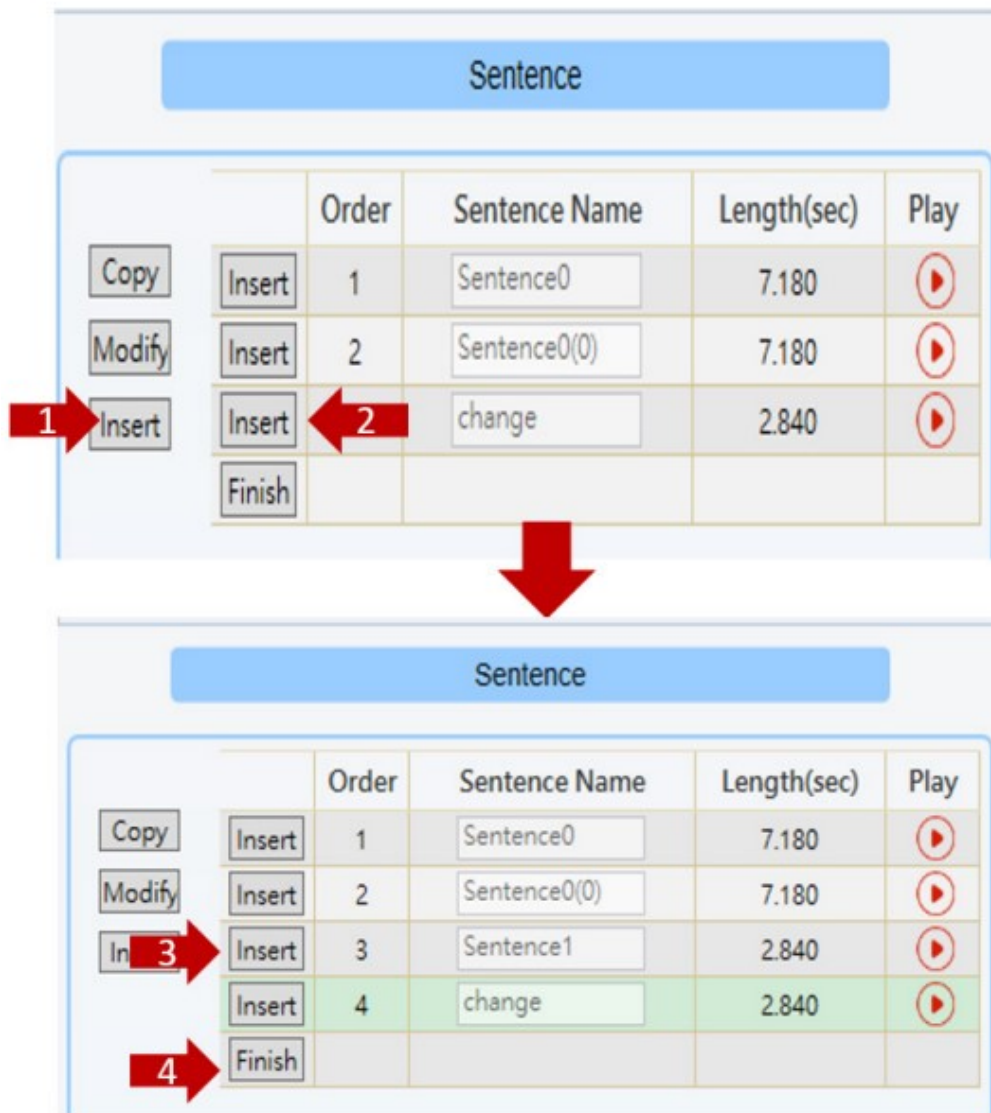 Sentence
Order Sentence Name Length(sec) Play
Copy
Insert 1 Sentence0 7.180
Modify
Insert 2 Sentence0(0) 7.180
1 Insert
Insert 2 change 2.840
Finish
Sentence
Order Sentence Name Length(sec) Play
Copy
Insert 1 Sentence0 7.180
Modify
Insert 2 Sentence0(0) 7.180
In 3
Insert 3 Sentence1 2.840
Insert 4 change 2.840
4 Finish